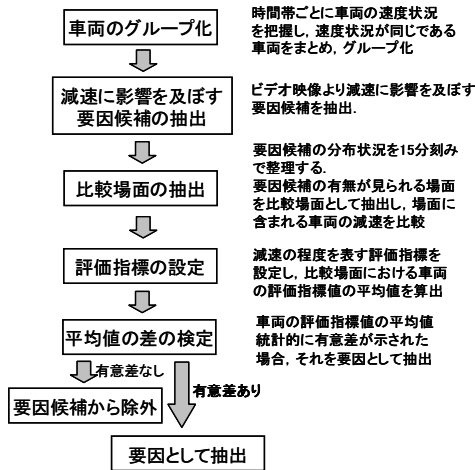 車両のグループ化
時間帯ごとに車両の速度状況
を把握し，速度状況が同じである
車両をまとめ，グループ化
減速に影響を及ぼす
要因候補の抽出
ビデオ映像より減速に影響を及ぼす
要因候補を抽出．
比較場面の抽出
要因候補の分布状況を15分刻み
で整理する．
要因候補の有無が見られる場面
を比較場面として抽出し，場面に
含まれる車両の減速を比較
評価指標の設定
減速の程度を表す評価指標を
設定し，比較場面における車両
の評価指標値の平均値を算出
平均値の差の検定
車両の評価指標値の平均値
統計的に有意差が示された
場合，それを要因として抽出
有意差なし
有意差あり
要因候補から除外
要因として抽出